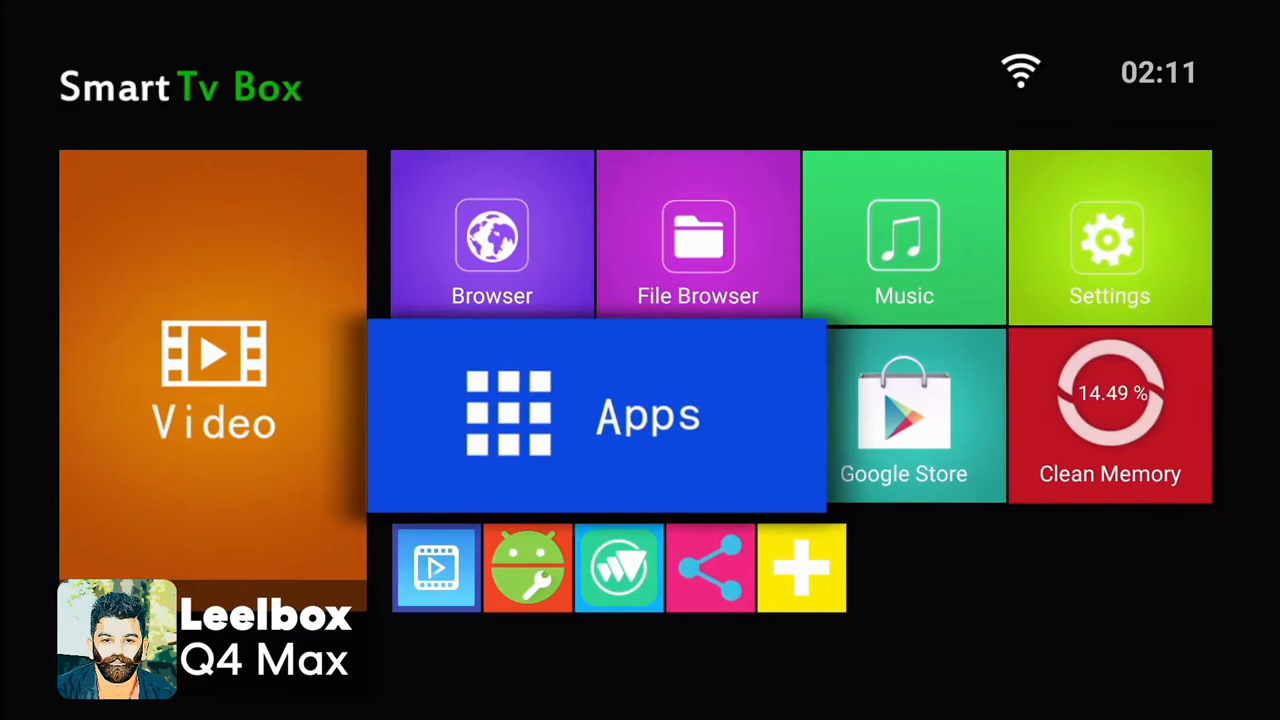 Smart Tv Box
02:11
Browser
File Browser
Music
Settings
Video
Apps
Google Store
14.49 %
Clean Memory
Leelbox
Q4 Max